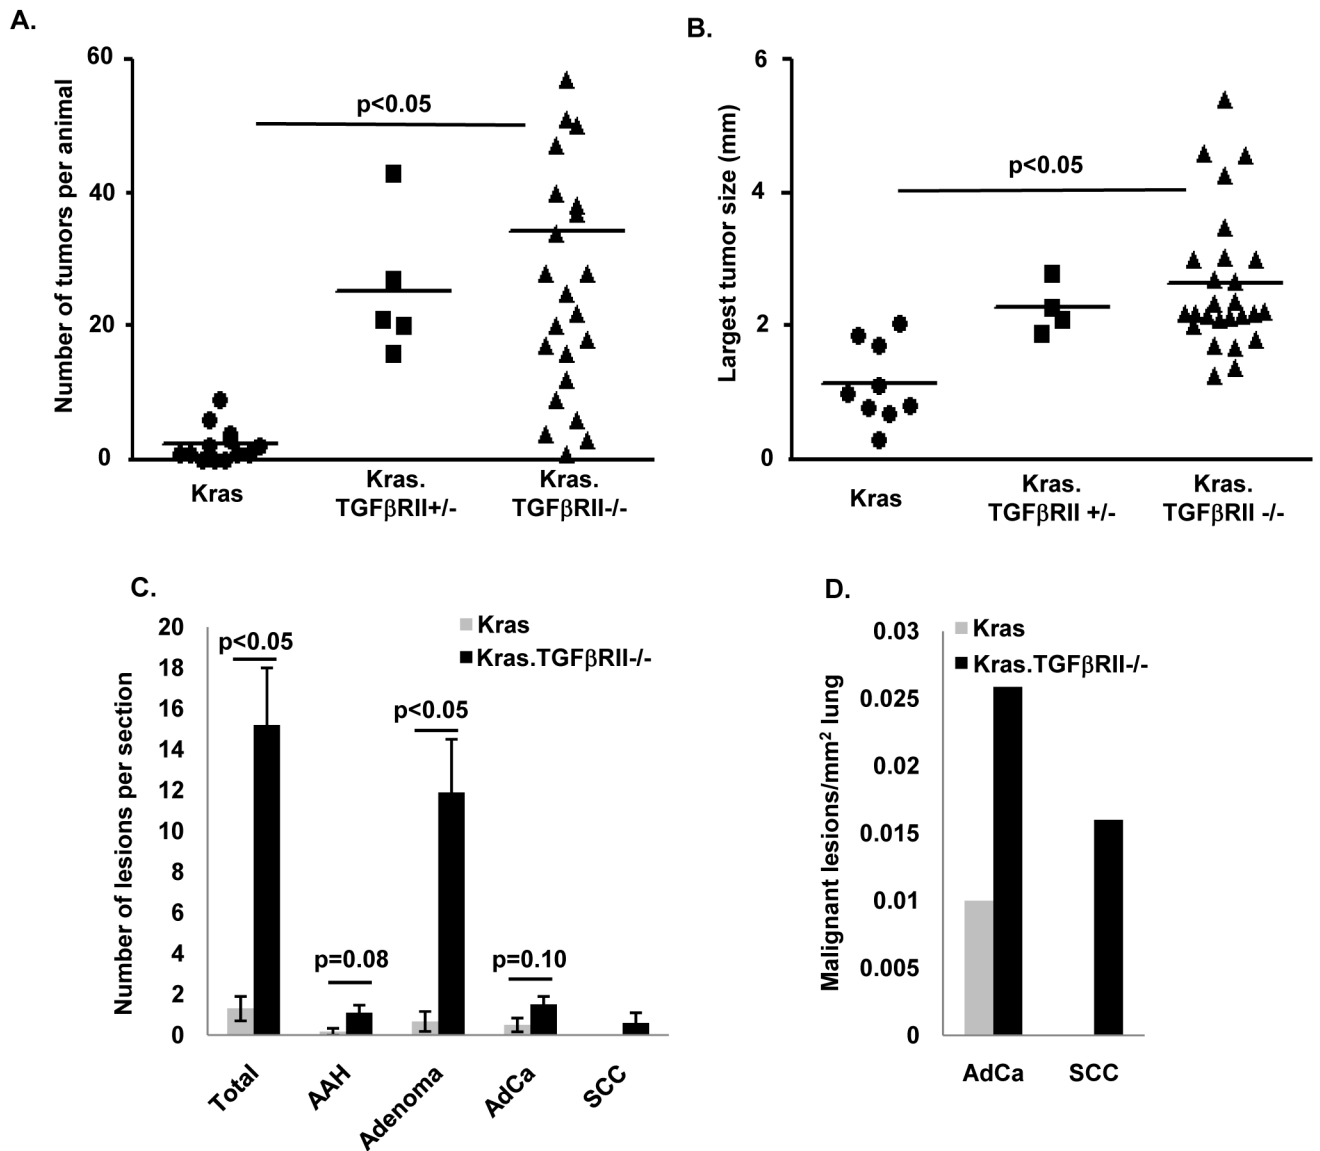 A.
Number of tumors per animal
60
40
20
0
p<0.05
Kras
Kras.
TGFβRII+/-
Kras.
TGFβRII-/-
B.
Largest tumor size (mm)
6
4
2
0
p<0.05
Kras
Kras.
TGFβRII +/-
Kras.
TGFβRII -/-
C.
Number of lesions per section
20
18
16
14
12
10
8
6
4
2
0
Kras
Kras.TGFβRII-/-
p<0.05
p=0.08
p<0.05
p=0.10
Total
AAH
Adenoma
AdCa
SCC
D.
Malignant lesions/mm² lung
0.03
0.025
0.02
0.015
0.01
0.005
0
Kras
Kras.TGFβRII-/-
AdCa
SCC